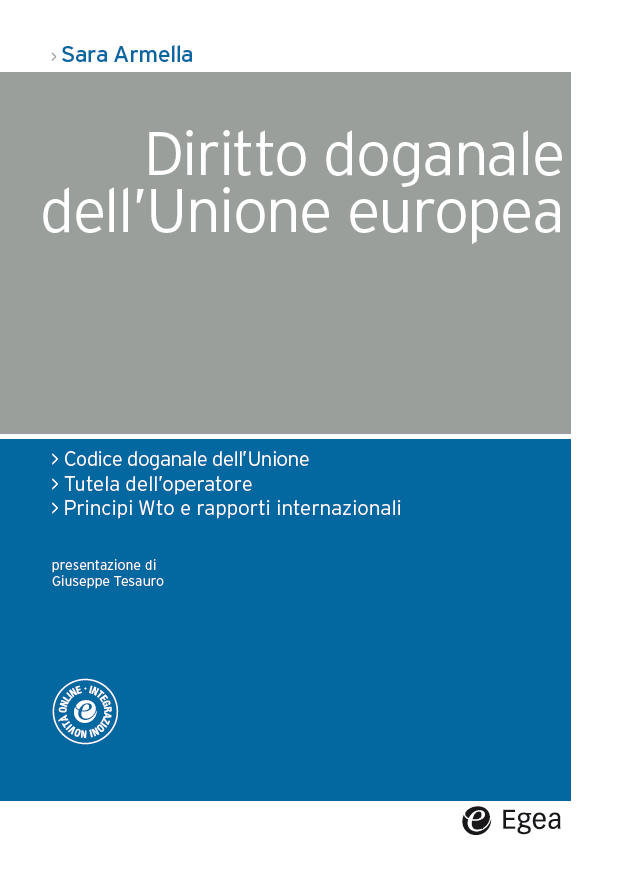 > Sara Armella
Diritto doganale
dell’Unione europea
> Codice doganale dell’Unione
> Tutela dell’operatore
> Principi Wto e rapporti internazionali
presentazione di
Giuseppe Tesauro
NOVITÀ ONLINE · INTEGRAZIONI
e
e Egea